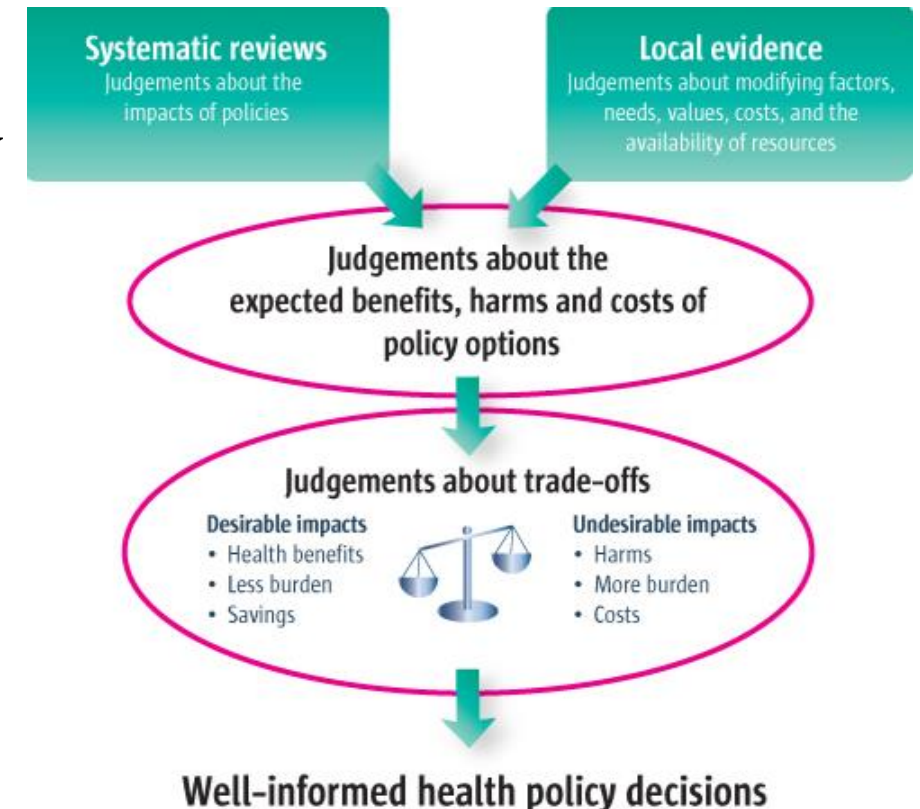 Systematic reviews
Judgements about the
impacts of policies
Local evidence
Judgements about modifying factors,
needs, values, costs, and the
availability of resources
Judgements about the
expected benefits, harms and costs of
policy options
Judgements about trade-offs
Desirable impacts
• Health benefits
• Less burden
• Savings
Undesirable impacts
• Harms
• More burden
• Costs
Well-informed health policy decisions